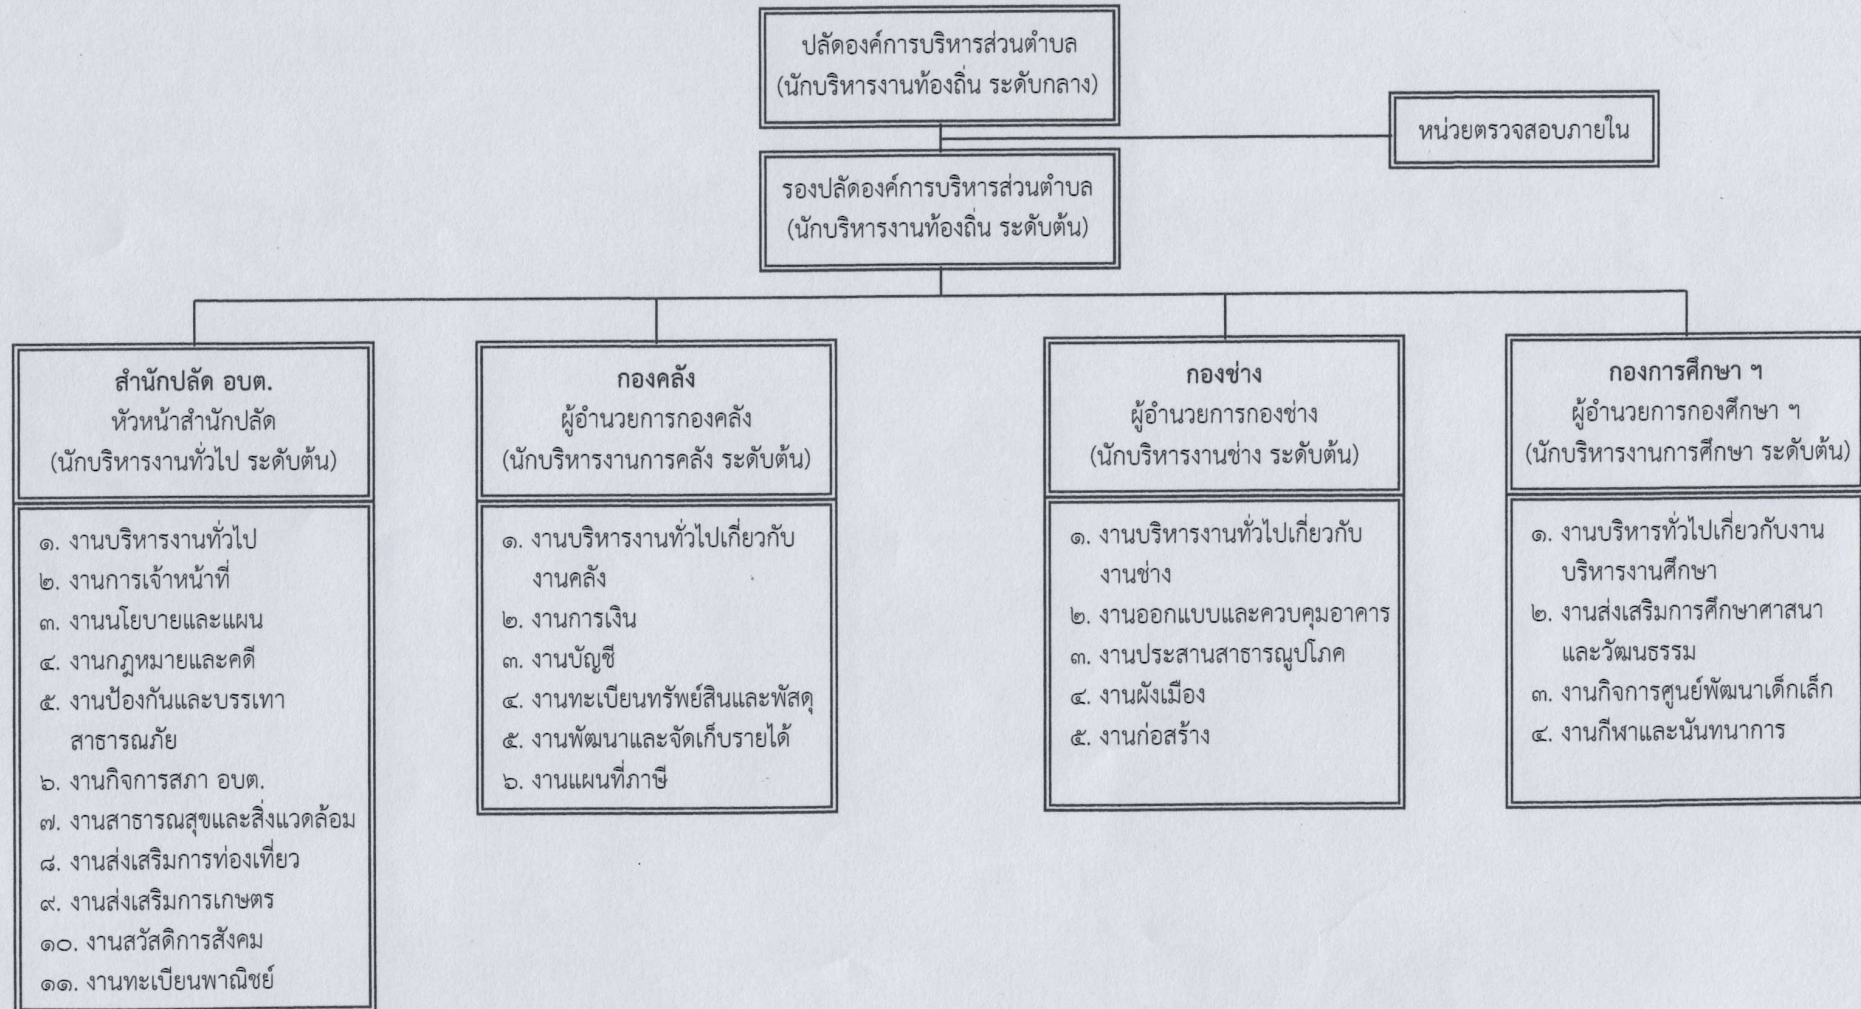 ปลัดองค์การบริหารส่วนตำบล
(นักบริหารงานท้องถิ่น ระดับกลาง)
หน่วยตรวจสอบภายใน
รองปลัดองค์การบริหารส่วนตำบล
(นักบริหารงานท้องถิ่น ระดับต้น)
สำนักปลัด อบต.
หัวหน้าสำนักปลัด
(นักบริหารงานทั่วไป ระดับต้น)
๑. งานบริหารงานทั่วไป
๒. งานการเจ้าหน้าที่
๓. งานนโยบายและแผน
๔. งานกฎหมายและคดี
๕. งานป้องกันและบรรเทา
สาธารณภัย
๖. งานกิจการสภา อบต.
๗. งานสาธารณสุขและสิ่งแวดล้อม
๘. งานส่งเสริมการท่องเที่ยว
๙. งานส่งเสริมการเกษตร
๑๐. งานสวัสดิการสังคม
๑๑. งานทะเบียนพาณิชย์
กองคลัง
ผู้อำนวยการกองคลัง
(นักบริหารงานการคลัง ระดับต้น)
๑. งานบริหารงานทั่วไปเกี่ยวกับ
งานคลัง
๒. งานการเงิน
๓. งานบัญชี
๔. งานทะเบียนทรัพย์สินและพัสดุ
๕. งานพัฒนาและจัดเก็บรายได้
๖. งานแผนที่ภาษี
กองช่าง
ผู้อำนวยการกองช่าง
(นักบริหารงานช่าง ระดับต้น)
๑. งานบริหารงานทั่วไปเกี่ยวกับ
งานช่าง
๒. งานออกแบบและควบคุมอาคาร
๓. งานประสานสาธารณูปโภค
๔. งานผังเมือง
๕. งานก่อสร้าง
กองการศึกษา ฯ
ผู้อำนวยการกองศึกษา ฯ
(นักบริหารงานการศึกษา ระดับต้น)
๑. งานบริหารทั่วไปเกี่ยวกับงาน
บริหารงานศึกษา
๒. งานส่งเสริมการศึกษาศาสนา
และวัฒนธรรม
๓. งานกิจการศูนย์พัฒนาเด็กเล็ก
๔. งานกีฬาและนันทนาการ